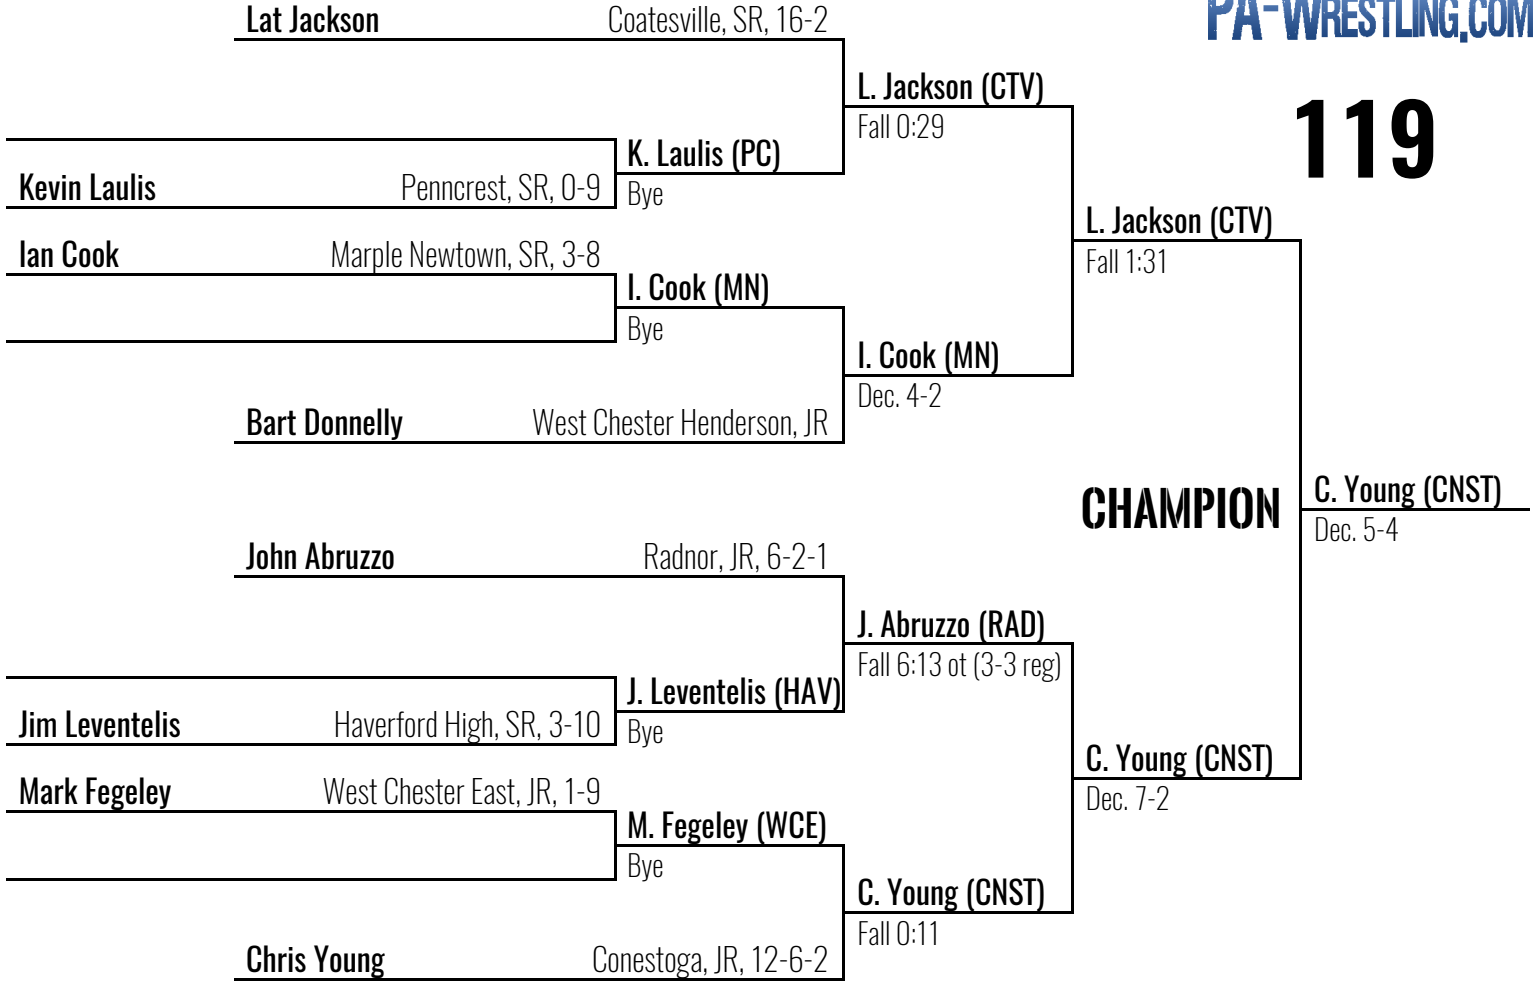 Lat Jackson Coatesville, SR, 16-2
PA-WRESTLING.COM
L. Jackson (CTV)
Fall 0:29
119
K. Laulis (PC)
Kevin Laulis Penncrest, SR, 0-9
Bye
L. Jackson (CTV)
Fall 1:31
Ian Cook Marple Newtown, SR, 3-8
I. Cook (MN)
Bye
I. Cook (MN)
Dec. 4-2
Bart Donnelly West Chester Henderson, JR
CHAMPION
C. Young (CNST)
Dec. 5-4
John Abruzzo Radnor, JR, 6-2-1
J. Abruzzo (RAD)
Fall 6:13 ot (3-3 reg)
J. Leventelis (HAV)
Jim Leventelis Haverford High, SR, 3-10
Bye
C. Young (CNST)
Dec. 7-2
Mark Fegeley West Chester East, JR, 1-9
M. Fegeley (WCE)
Bye
C. Young (CNST)
Fall 0:11
Chris Young Conestoga, JR, 12-6-2